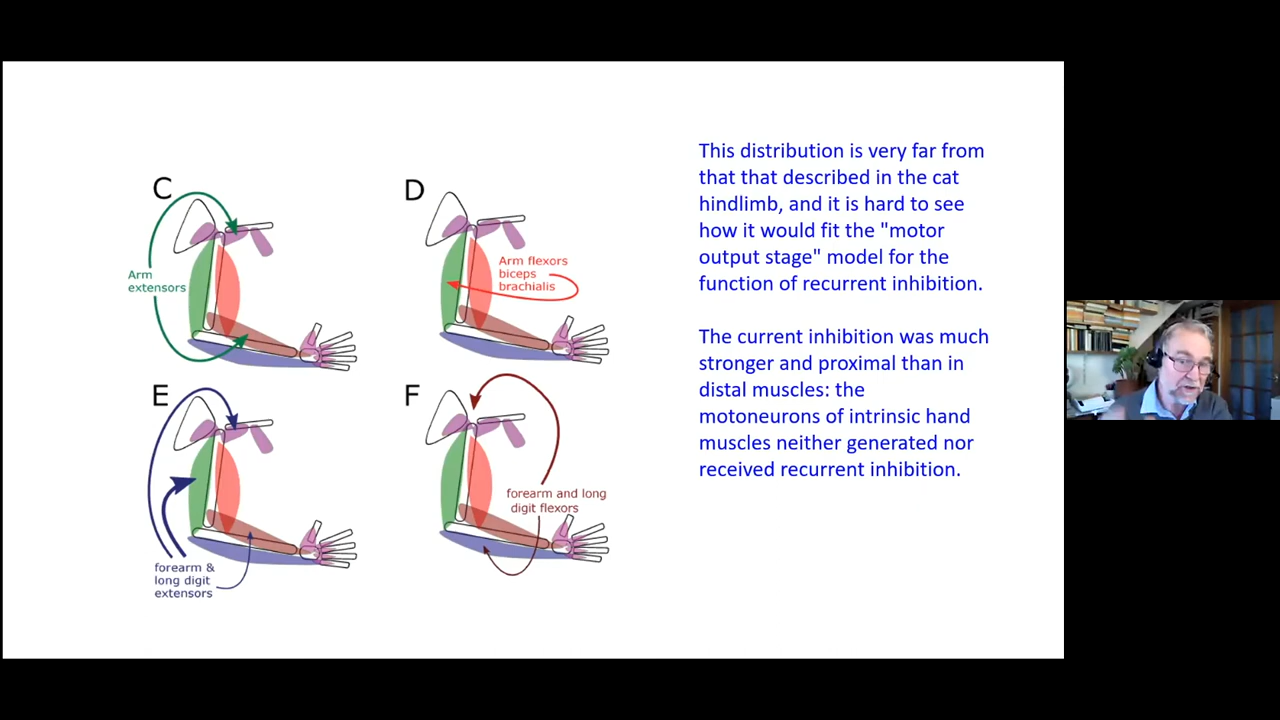 C
Arm
extensors
D
Arm flexors
biceps
brachialis
E
forearm &
long digit
extensors
F
forearm and long
digit flexors
This distribution is very far from
that that described in the cat
hindlimb, and it is hard to see
how it would fit the "motor
output stage" model for the
function of recurrent inhibition.
The current inhibition was much
stronger and proximal than in
distal muscles: the
motoneurons of intrinsic hand
muscles neither generated nor
received recurrent inhibition.